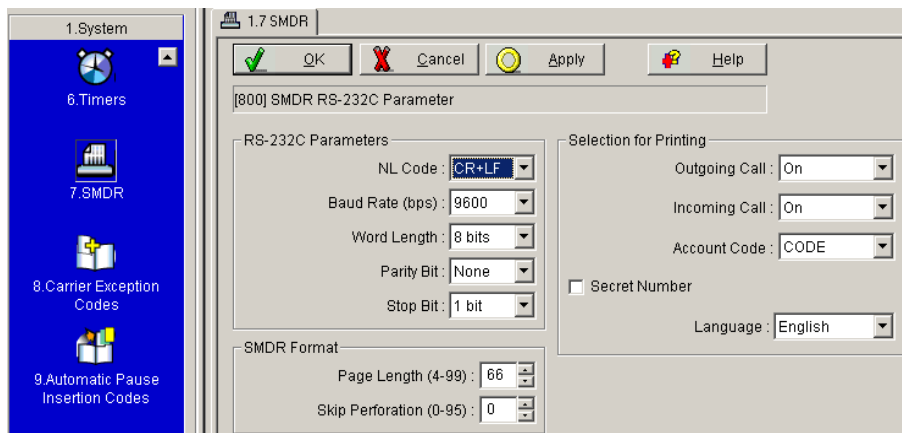 1.System
6.Timers
7.SMDR
8.Carrier Exception
Codes
9.Automatic Pause
Insertion Codes
1.7 SMDR
OK Cancel Apply Help
[800] SMDR RS-232C Parameter
RS-232C Parameters
NL Code : CR+LF
Baud Rate (bps) : 9600
Word Length : 8 bits
Parity Bit : None
Stop Bit : 1 bit
SMDR Format
Page Length (4-99) : 66
Skip Perforation (0-95) : 0
Selection for Printing
Outgoing Call : On
Incoming Call : On
Account Code : CODE
Secret Number
Language : English